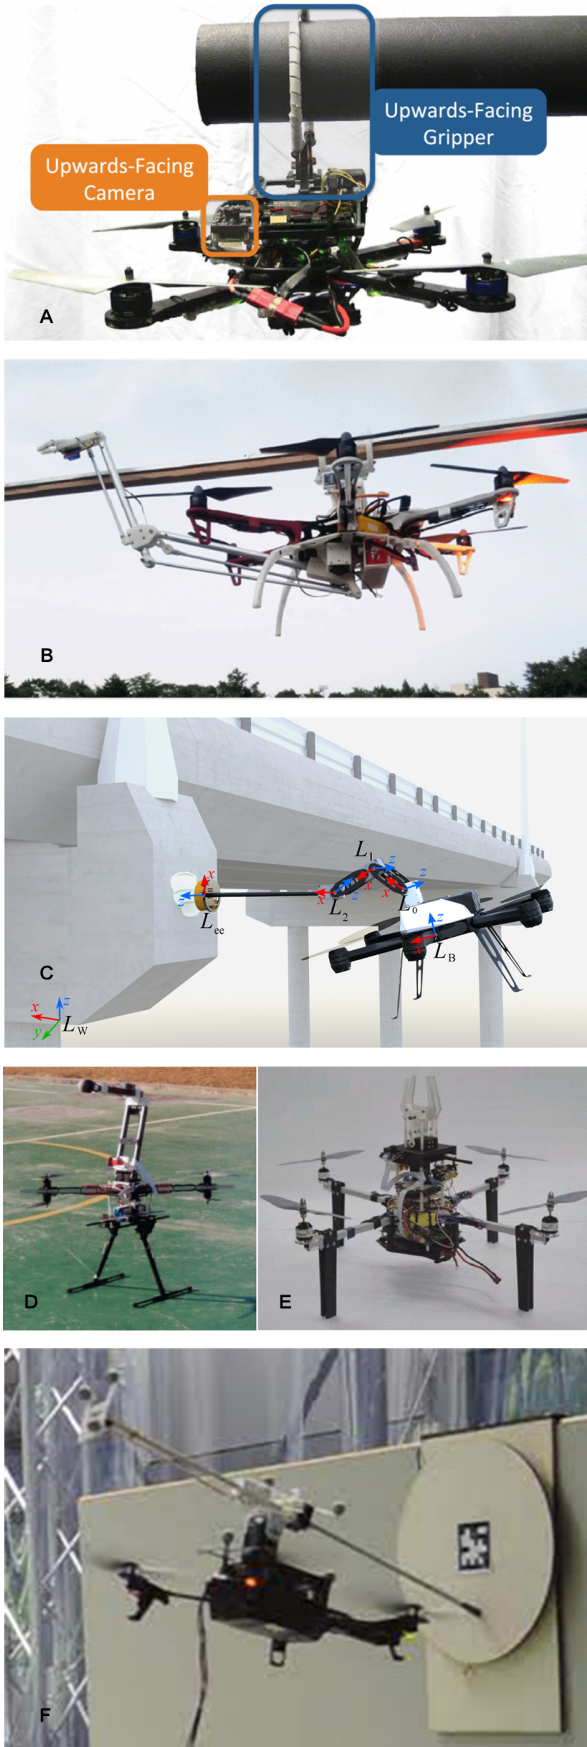 Upwards-Facing
Gripper
Upwards-Facing
Camera
A
B
L1
z
x
z
x
z
x
z
x
x
z
L2
L0
Lee
z
x
LB
C
z
x
y
LW
D
E
F